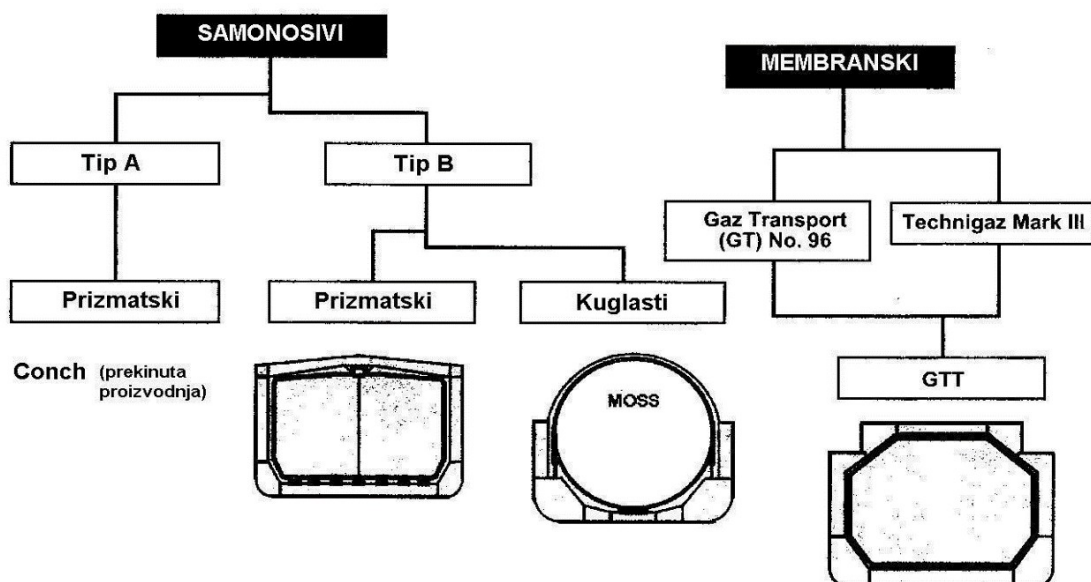 SAMONOSIVI
MEMBRANSKI
Tip A
Tip B
Gaz Transport
(GT) No. 96
Technigaz Mark III
Prizmatski
Prizmatski
Kuglasti
Conch (prekinuta
proizvodnja)
MOSS
GTT